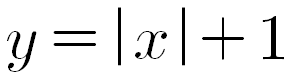 y = |x| + 1